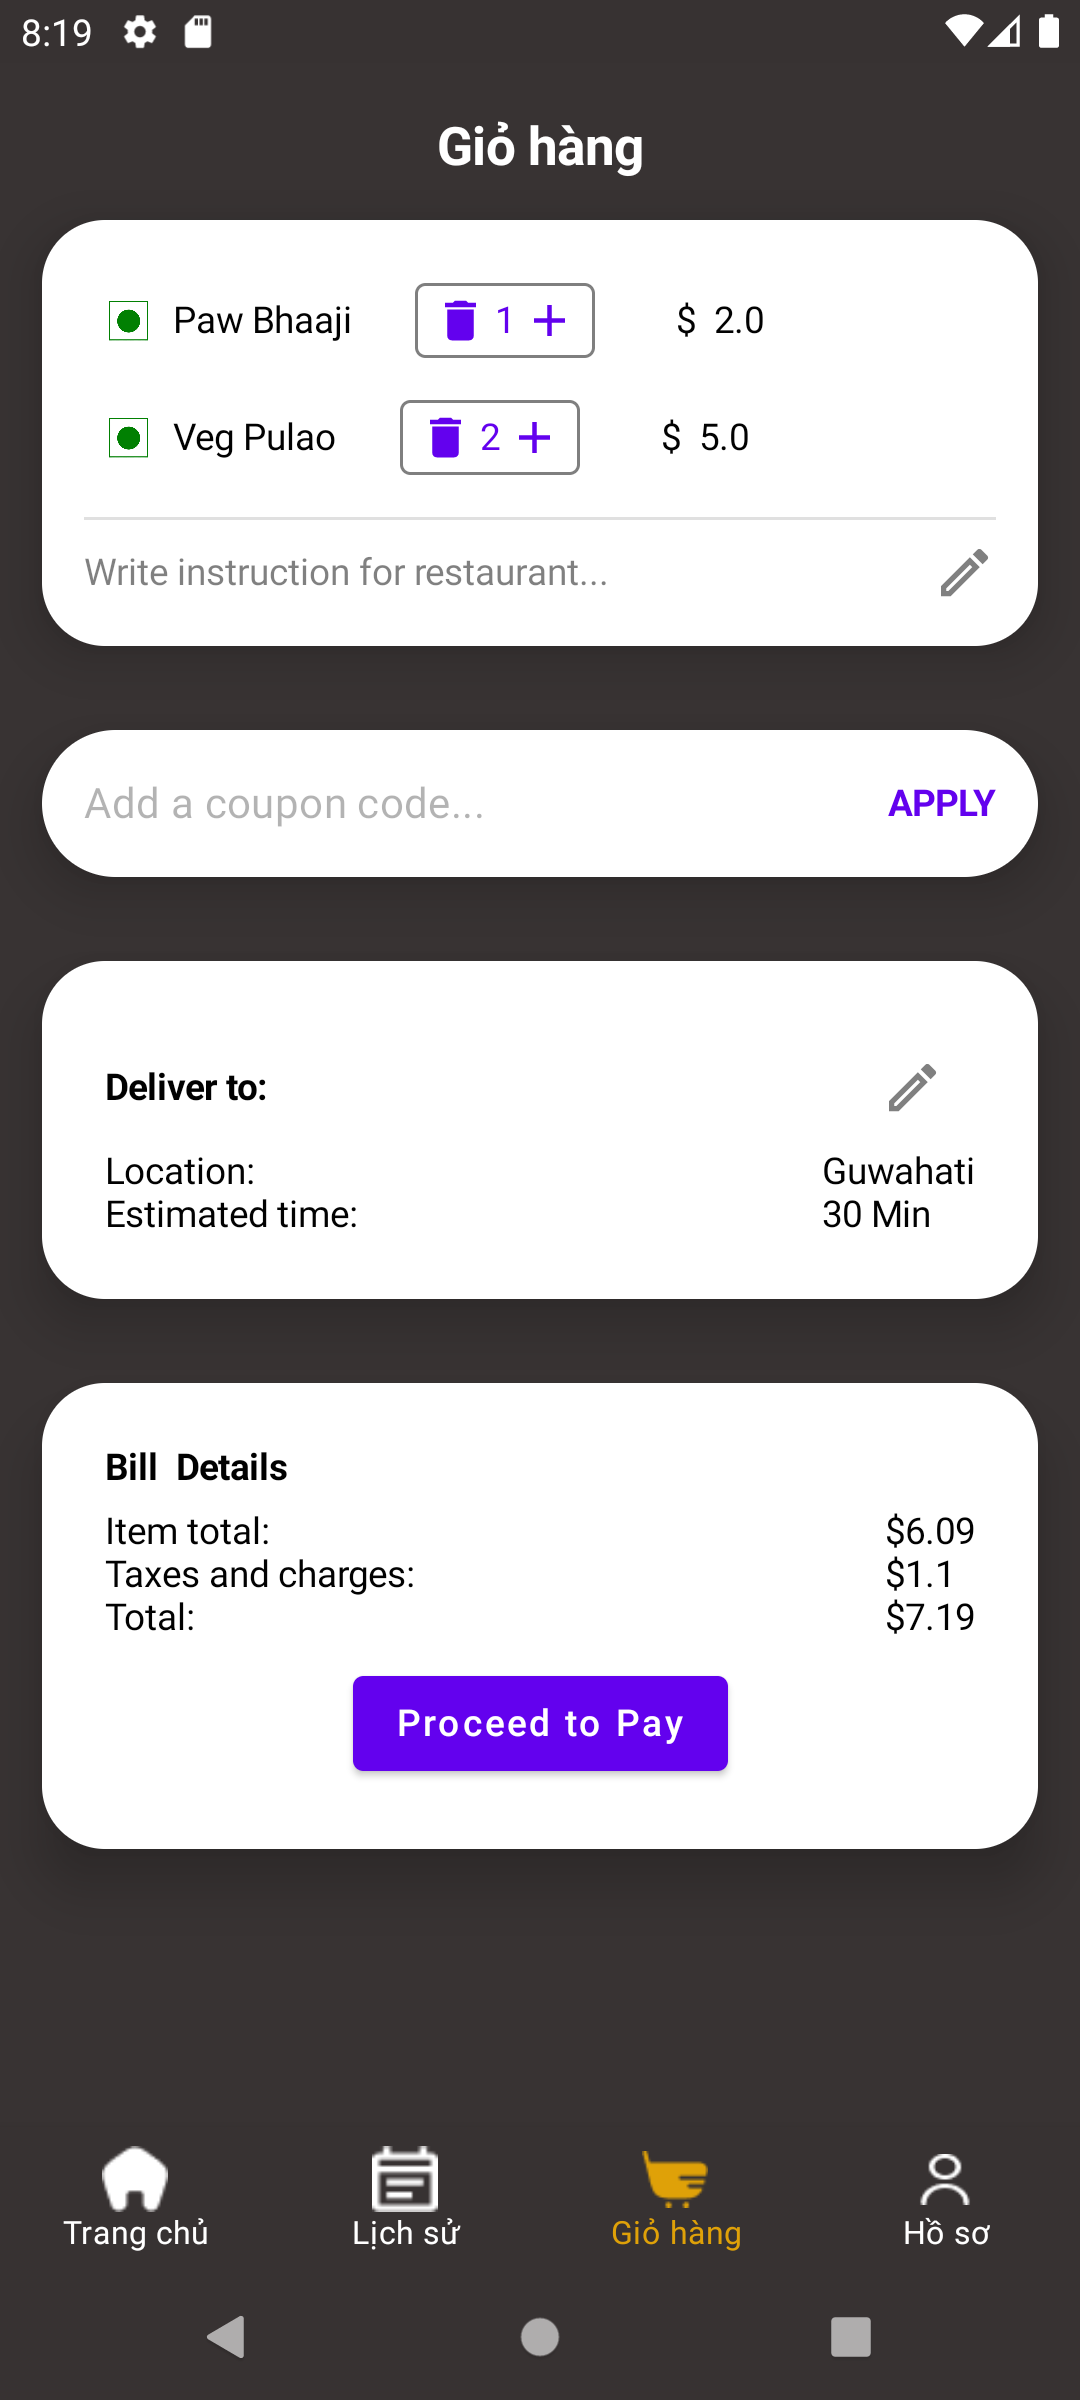 8:19
Giỏ hàng
Paw Bhaaji 1 + $ 2.0
Veg Pulao 2 + $ 5.0
Write instruction for restaurant...
Add a coupon code... APPLY
Deliver to:
Location: Guwahati
Estimated time: 30 Min
Bill Details
Item total: $6.09
Taxes and charges: $1.1
Total: $7.19
Proceed to Pay
Trang chủ Lịch sử Giỏ hàng Hồ sơ